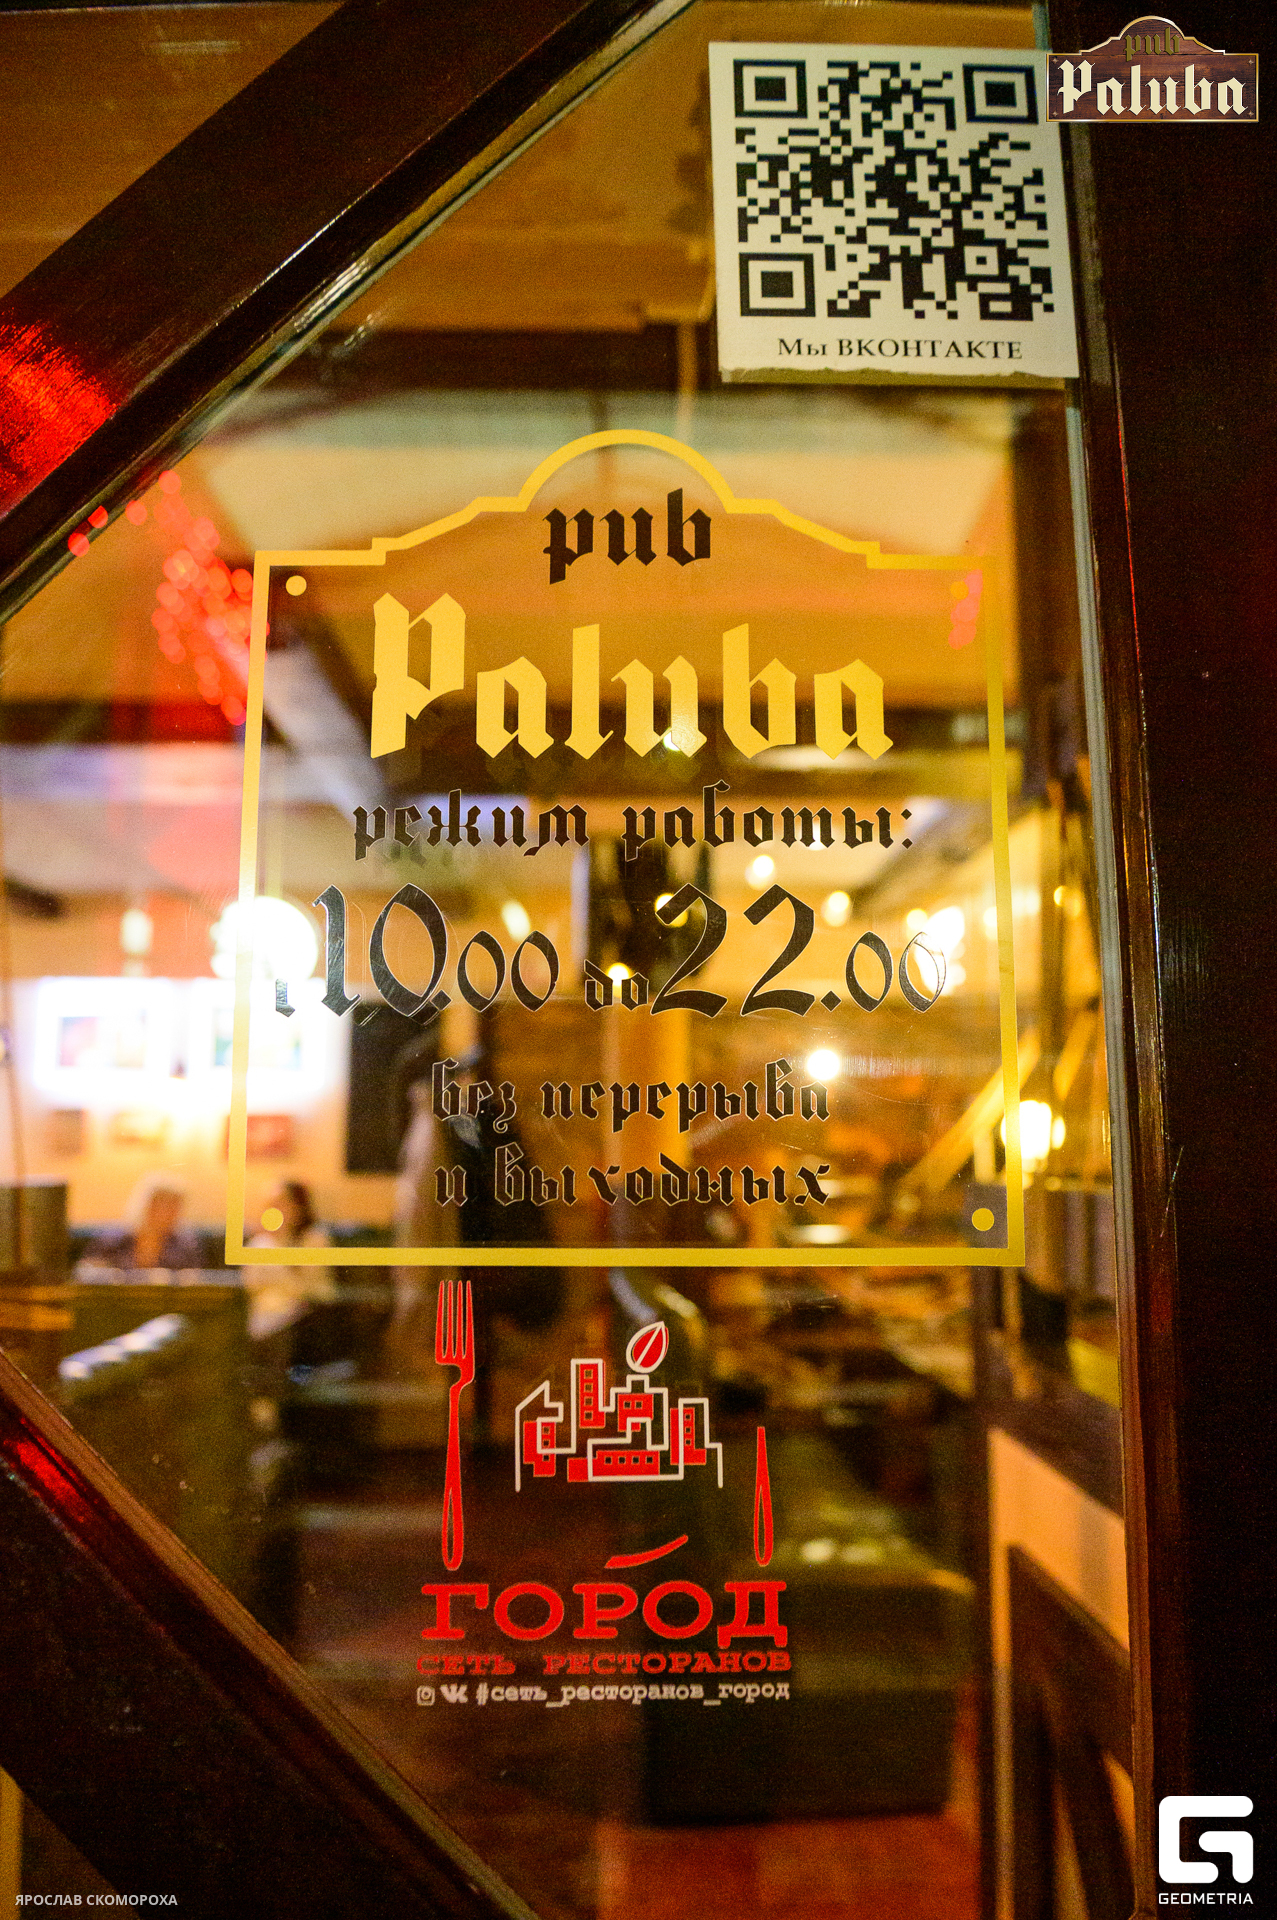 pub
Paluba
Мы ВКОНТАКТЕ
pub
Paluba
режим работы:
с 10.00 до 22.00
без перерыва
и выходных
ГОРОД
СЕТЬ РЕСТОРАНОВ
#сеть_ресторанов_город
ЯРОСЛАВ СКОМОРОХА
GEOMETRIA